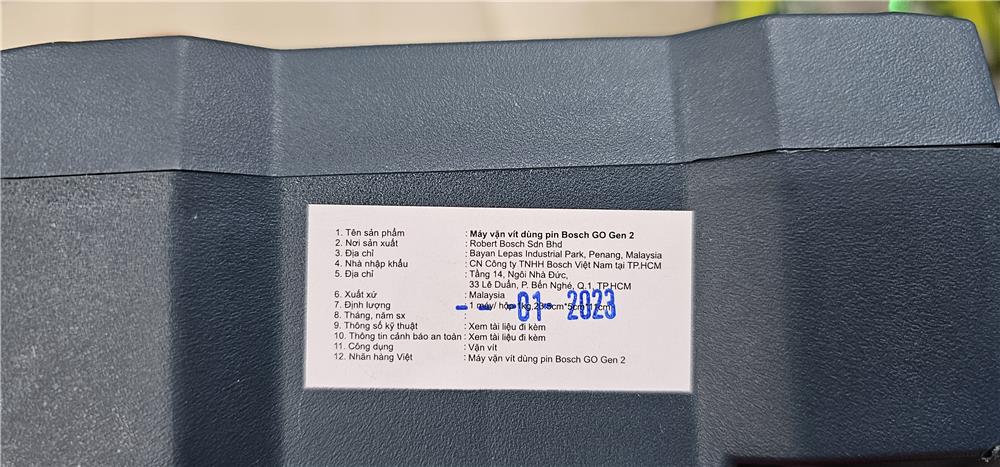 1. Tên sản phẩm : Máy vặn vít dùng pin Bosch GO Gen 2
2. Nơi sản xuất : Robert Bosch Sdn Bhd
3. Địa chỉ : Bayan Lepas Industrial Park, Penang, Malaysia
4. Nhà nhập khẩu : CN Công ty TNHH Bosch Việt Nam tại TP.HCM
5. Địa chỉ : Tầng 14, Ngôi Nhà Đức,
33 Lê Duẩn, P. Bến Nghé, Q.1, TP.HCM
6. Xuất xứ : Malaysia
7. Định lượng : 1 máy/ hộp
-- -01- 2023
8. Tháng, năm sx :
9. Thông số kỹ thuật : Xem tài liệu đi kèm
10. Thông tin cảnh báo an toàn : Xem tài liệu đi kèm
11. Công dụng : Vặn vít
12. Nhãn hàng Việt : Máy vặn vít dùng pin Bosch GO Gen 2